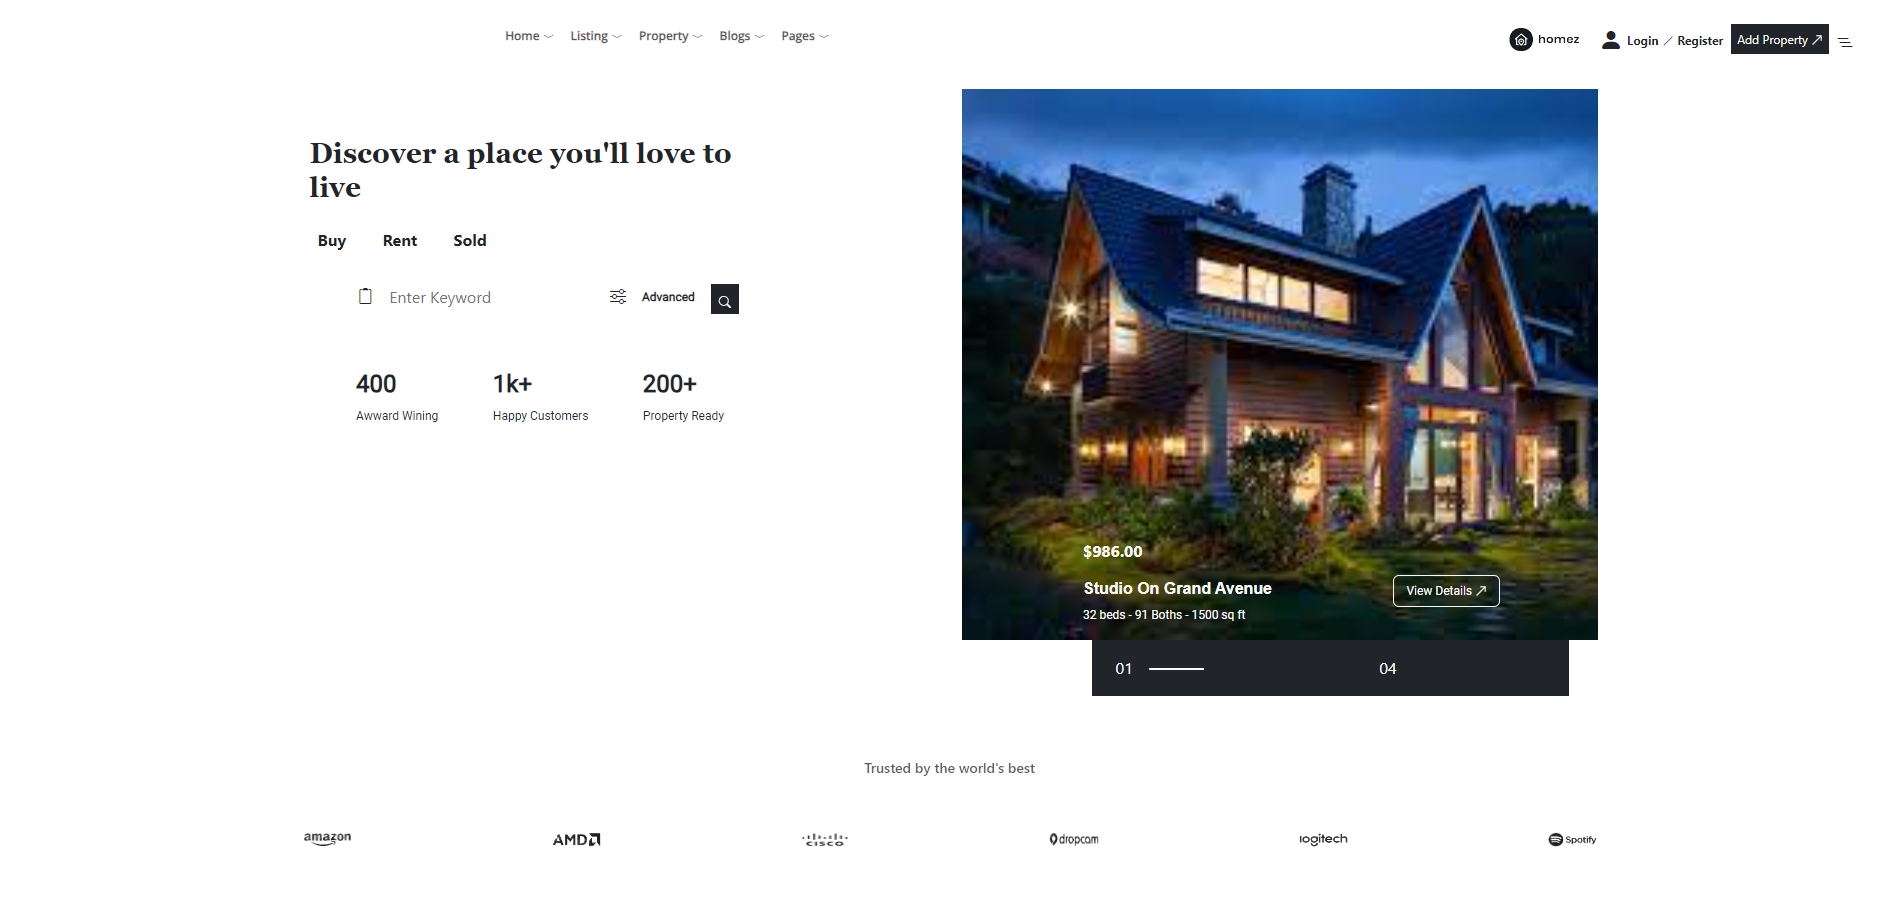 Home Listing Property Blogs Pages
homez
Login / Register
Add Property
Discover a place you'll love to
live
Buy Rent Sold
Enter Keyword
Advanced
400 1k+ 200+
Awward Wining Happy Customers Property Ready
$986.00
Studio On Grand Avenue
32 beds - 91 Boths - 1500 sq ft
View Details
01 04
Trusted by the world's best
amazon AMD CISCO dropcam logitech Spotify